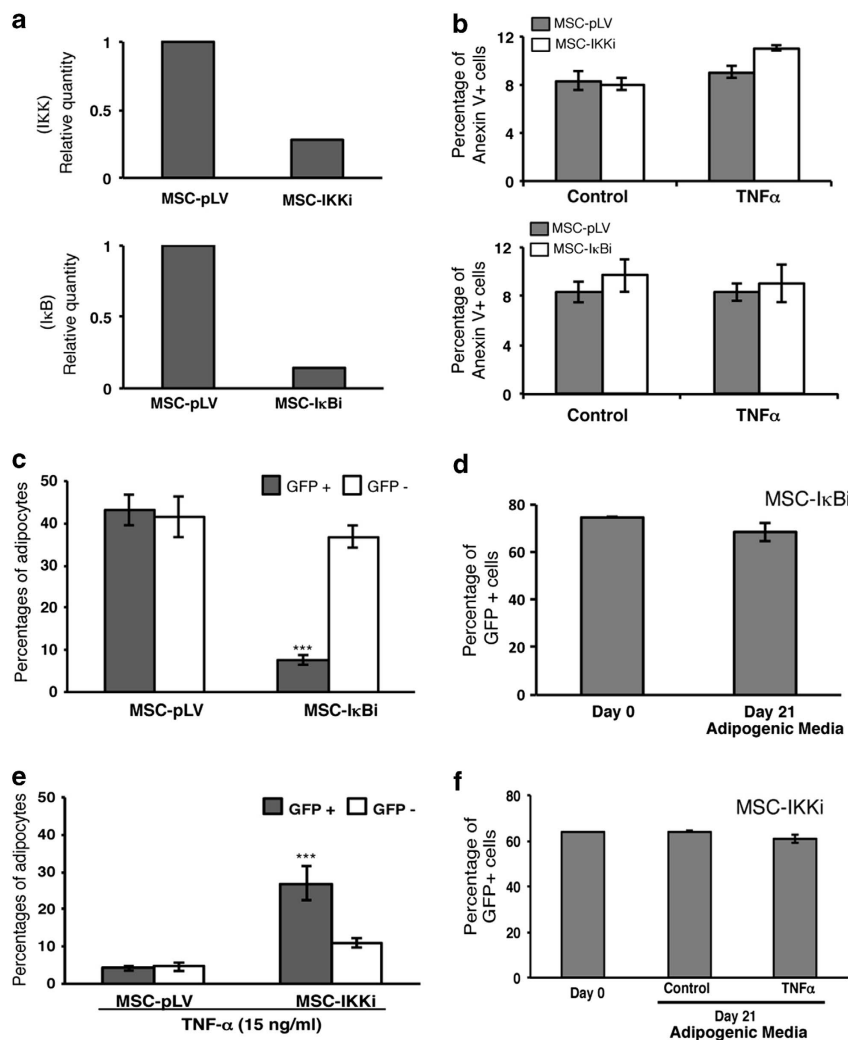 a
(IKK)
Relative quantity
1
0.5
0
MSC-pLV
MSC-IKKi
(IκB)
Relative quantity
1
0.5
0
MSC-pLV
MSC-IκBi
b
MSC-pLV
MSC-IKKi
Percentage of
Anexin V+ cells
12
8
4
0
Control
TNFα
MSC-pLV
MSC-IκBi
Percentage of
Anexin V+ cells
12
8
4
0
Control
TNFα
c
Percentages of adipocytes
50
40
30
20
10
0
GFP +
GFP -
***
MSC-pLV
MSC-IκBi
d
MSC-IκBi
Percentage of
GFP + cells
80
60
40
20
0
Day 0
Day 21
Adipogenic Media
e
Percentages of adipocytes
50
40
30
20
10
0
GFP +
GFP -
***
MSC-pLV
MSC-IKKi
TNF-α (15 ng/ml)
f
MSC-IKKi
Percentage of
GFP+ cells
80
60
40
20
0
Day 0
Control
TNFα
Day 21
Adipogenic Media